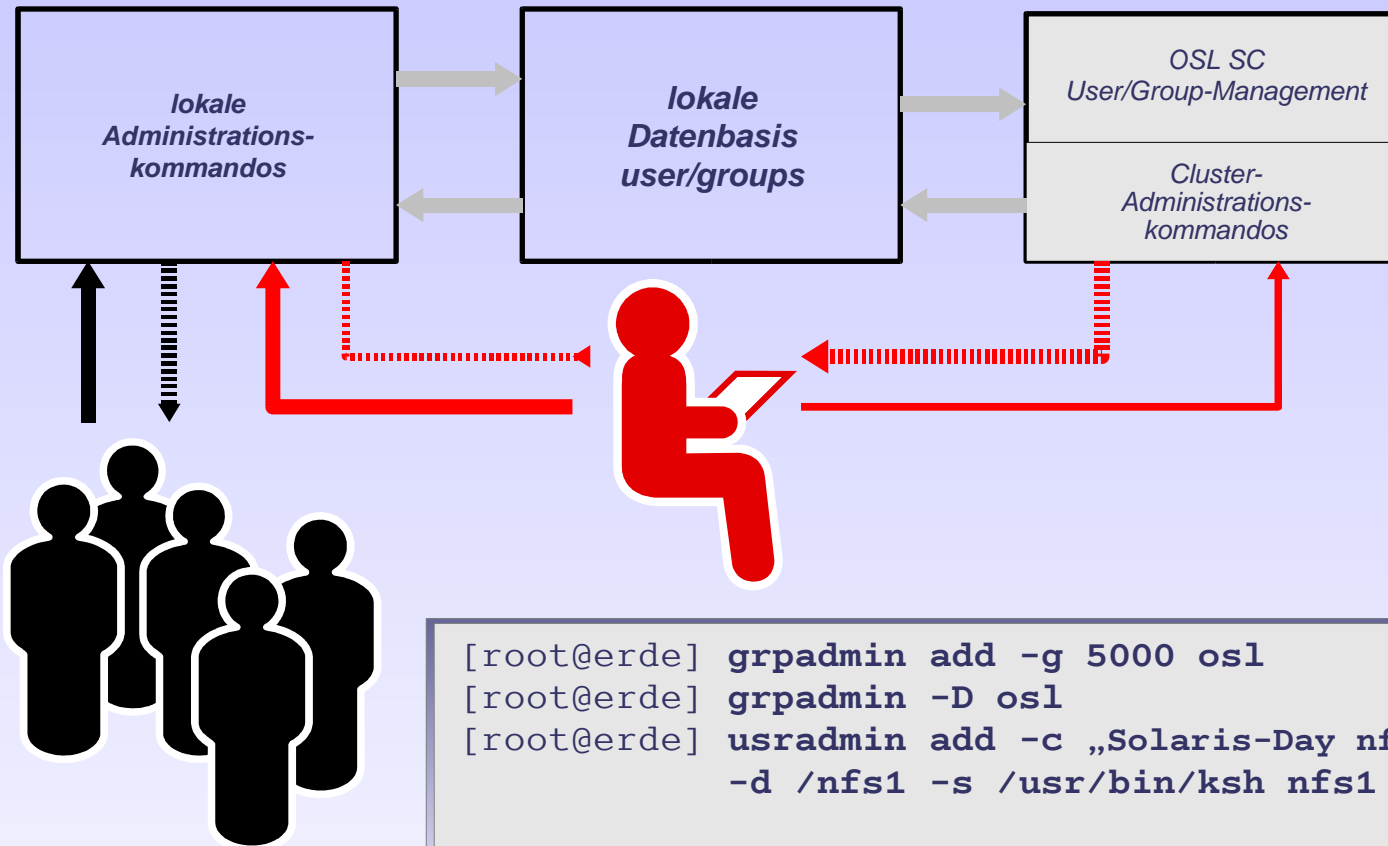 lokale
Administrations-
kommandos
lokale
Datenbasis
user/groups
OSL SC
User/Group-Management
Cluster-
Administrations-
kommandos
[root@erde] grpadmin add -g 5000 osl
[root@erde] grpadmin -D osl
[root@erde] usradmin add -c „Solaris-Day nf
-d /nfs1 -s /usr/bin/ksh nfs1